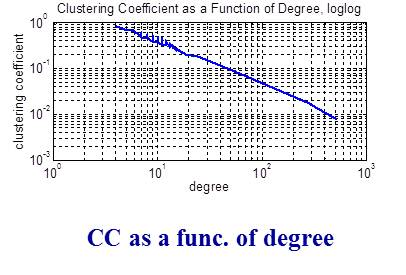 Clustering Coefficient as a Function of Degree, loglog
clustering coefficient
10^0
10^-1
10^-2
10^-3
10^0
10^1
10^2
10^3
degree
CC as a func. of degree